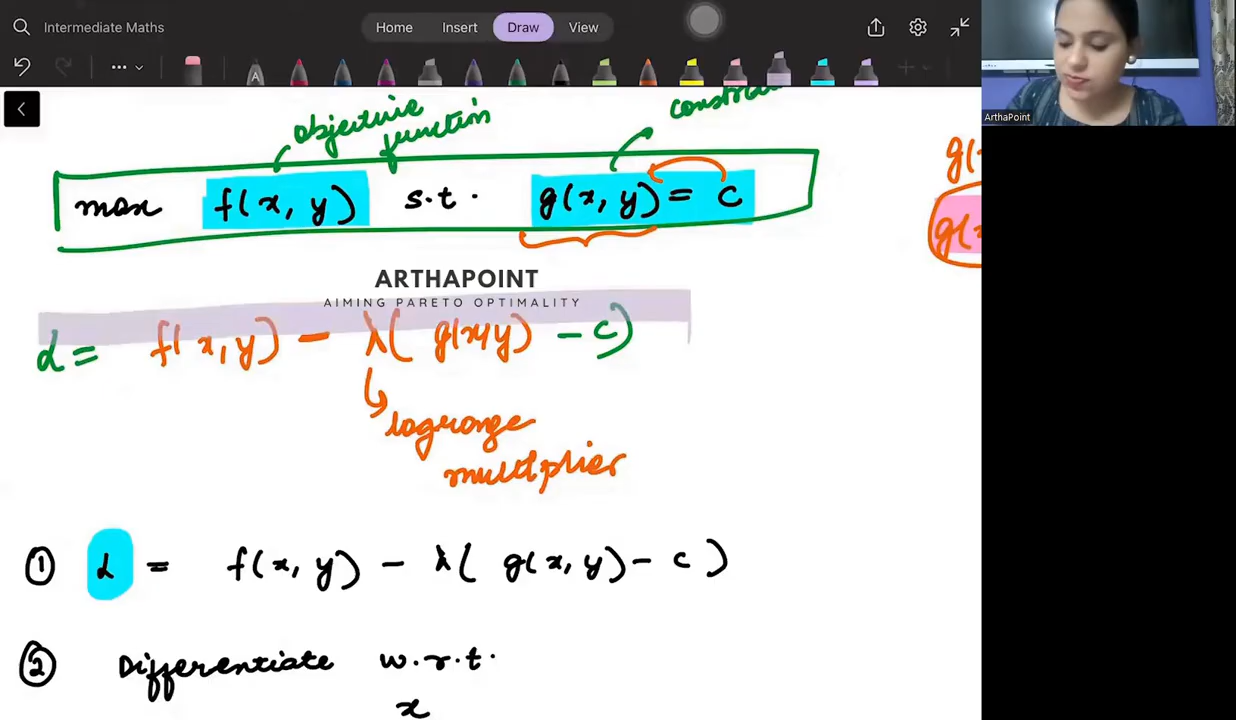 Intermediate Maths
Home Insert Draw View
A
ArthaPoint
objective
function
max f(x, y) s.t. g(x, y) = c
ARTHAPOINT
AIMING PARETO OPTIMALITY
L = f(x, y) - λ( g(x, y) - c)
lagrange
multiplier
① L = f(x, y) - λ( g(x, y) - c )
② Differentiate w.r.t.
x